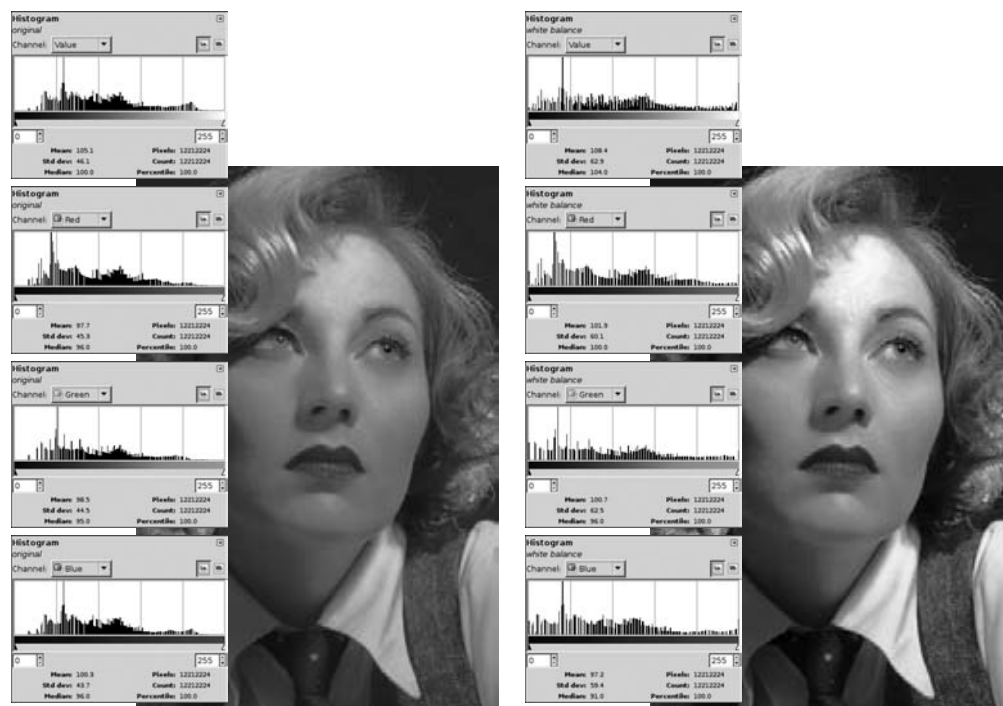 Histogram
original
Channel: Value
0 255
Mean: 105.1 Pixels: 12212224
Std dev: 46.1 Count: 12212224
Median: 100.0 Percentile: 100.0
Histogram
original
Channel: Red
0 255
Mean: 97.7 Pixels: 12212224
Std dev: 45.3 Count: 12212224
Median: 96.0 Percentile: 100.0
Histogram
original
Channel: Green
0 255
Mean: 98.5 Pixels: 12212224
Std dev: 44.5 Count: 12212224
Median: 95.0 Percentile: 100.0
Histogram
original
Channel: Blue
0 255
Mean: 100.3 Pixels: 12212224
Std dev: 43.7 Count: 12212224
Median: 96.0 Percentile: 100.0
Histogram
white balance
Channel: Value
0 255
Mean: 108.4 Pixels: 12212224
Std dev: 62.9 Count: 12212224
Median: 104.0 Percentile: 100.0
Histogram
white balance
Channel: Red
0 255
Mean: 101.9 Pixels: 12212224
Std dev: 60.1 Count: 12212224
Median: 100.0 Percentile: 100.0
Histogram
white balance
Channel: Green
0 255
Mean: 100.7 Pixels: 12212224
Std dev: 62.5 Count: 12212224
Median: 96.0 Percentile: 100.0
Histogram
white balance
Channel: Blue
0 255
Mean: 97.2 Pixels: 12212224
Std dev: 59.4 Count: 12212224
Median: 91.0 Percentile: 100.0